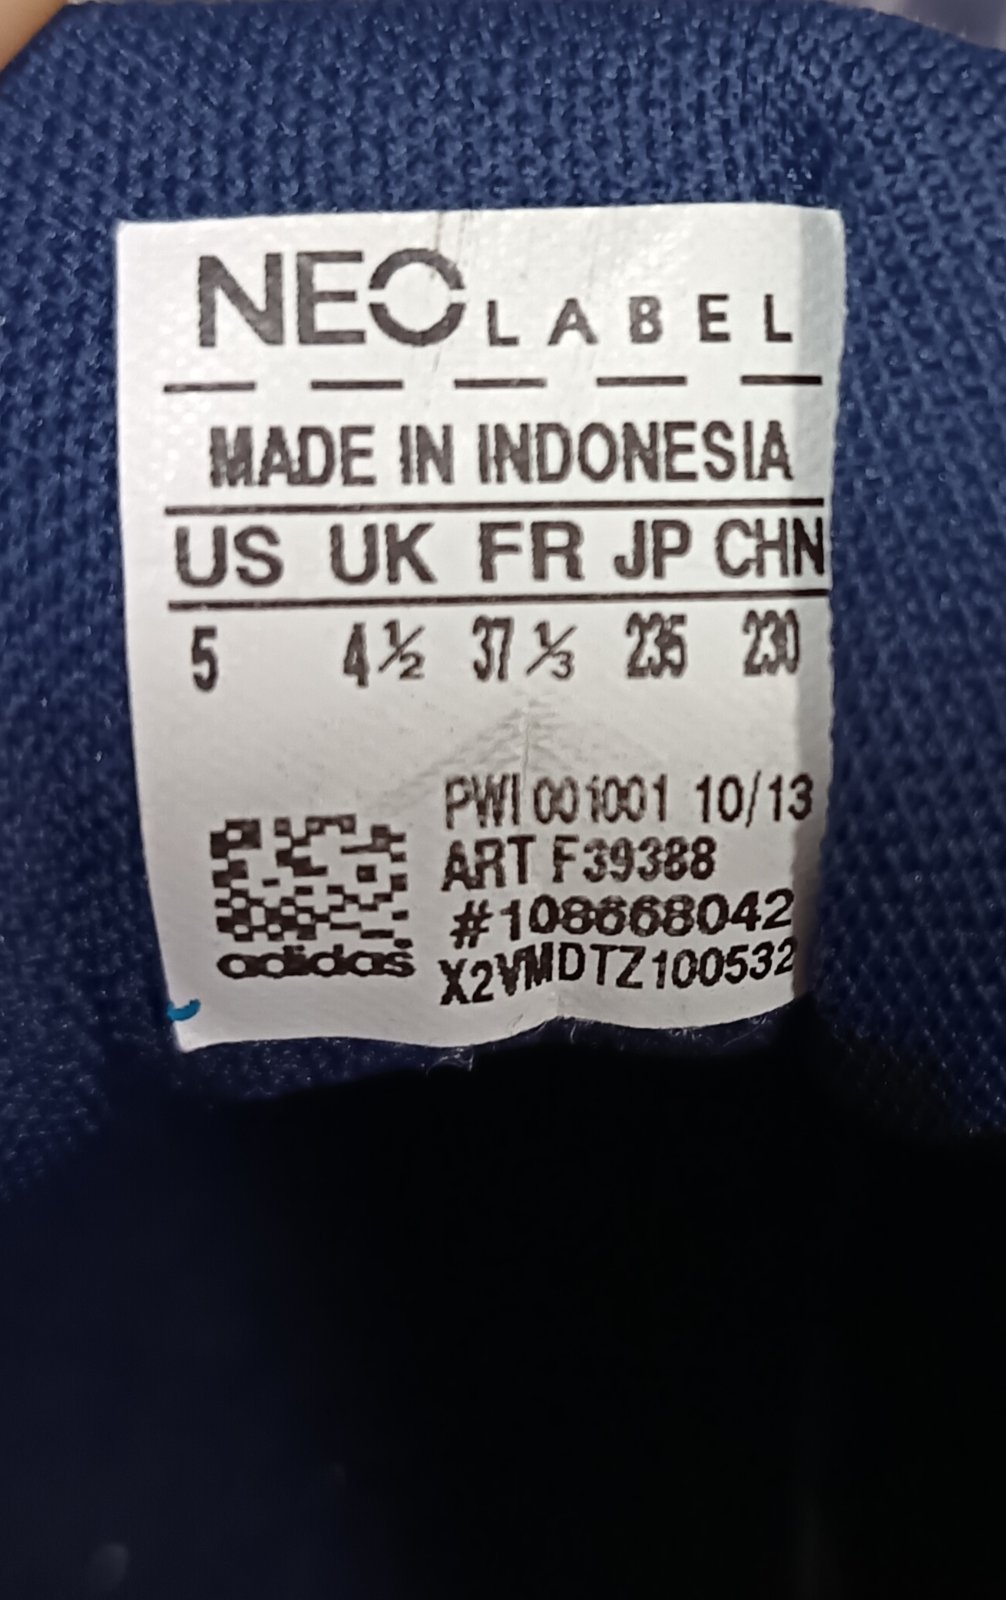 NEO LABEL
MADE IN INDONESIA
US UK FR JP CHN
5 4½ 37⅓ 235 230
PWI 001001 10/13
ART F39388
#108668042
X2VMDTZ100532
adidas